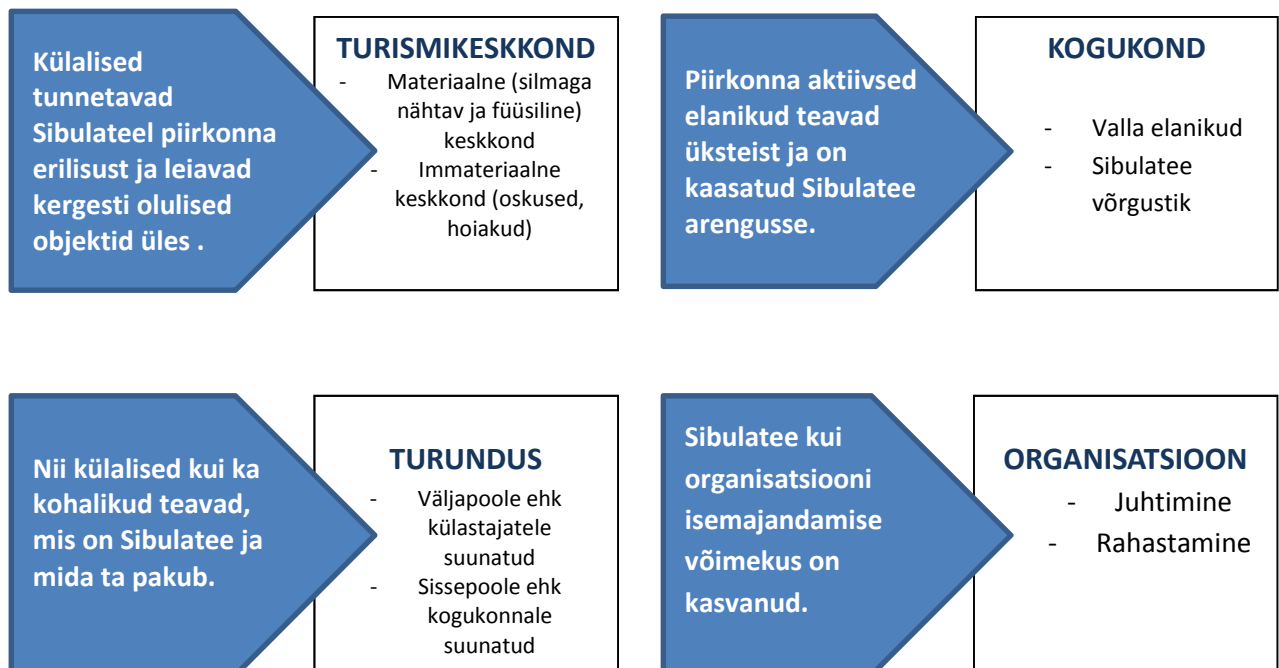 Külalised
tunnetavad
Sibulateel piirkonna
erilisust ja leiavad
kergesti olulised
objektid üles .
TURISMIKESKKOND
- Materiaalne (silmaga
nähtav ja füüsiline)
keskkond
- Immateriaalne
keskkond (oskused,
hoiakud)
Piirkonna aktiivsed
elanikud teavad
üksteist ja on
kaasatud Sibulatee
arengusse.
KOGUKOND
- Valla elanikud
- Sibulatee
võrgustik
Nii külalised kui ka
kohalikud teavad,
mis on Sibulatee ja
mida ta pakub.
TURUNDUS
- Väljapoole ehk
külastajatele
suunatud
- Sissepoole ehk
kogukonnale
suunatud
Sibulatee kui
organisatsiooni
isemajandamise
võimekus on
kasvanud.
ORGANISATSIOON
- Juhtimine
- Rahastamine